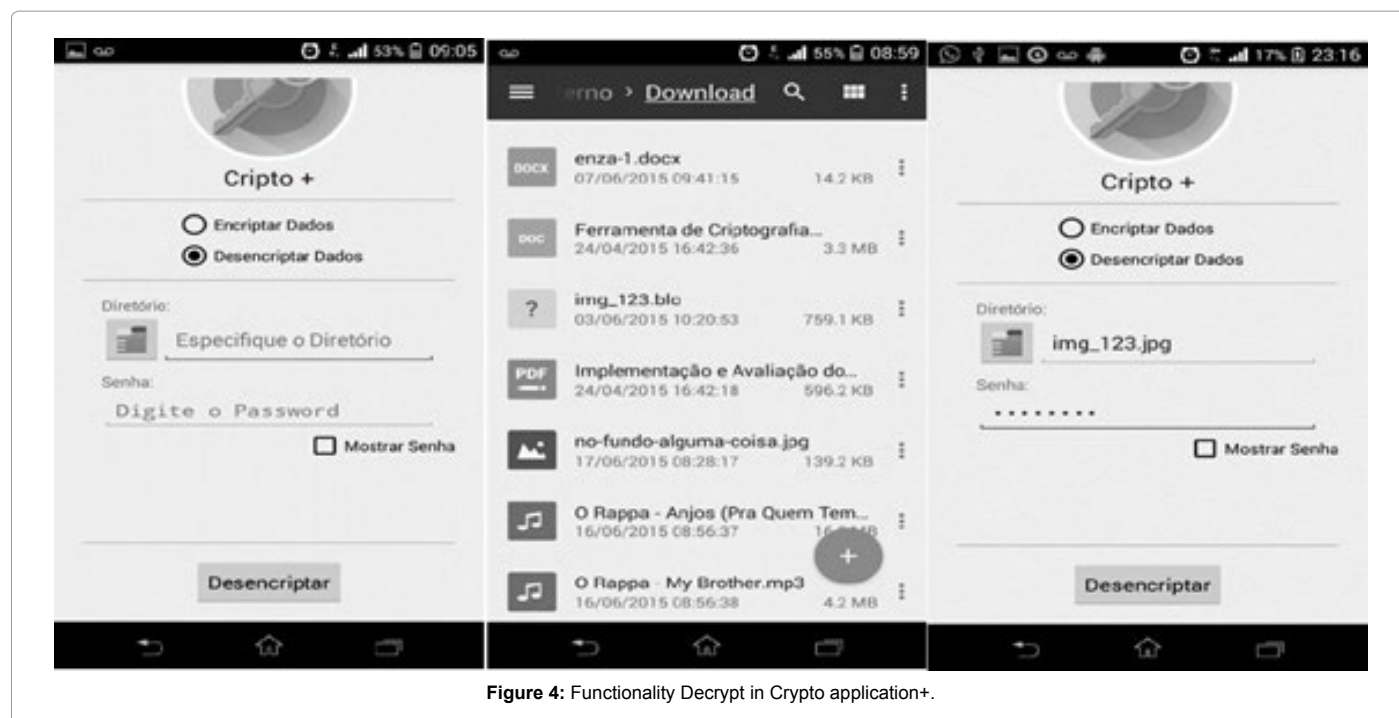 53% 09:05
Cripto +
Encriptar Dados
Desencriptar Dados
Diretório:
Especifique o Diretório
Senha:
Digite o Password
Mostrar Senha
Desencriptar
55% 08:59
erno > Download
DOCX
enza-1.docx
07/06/2015 09:41:15 14.2 KB
DOC
Ferramenta de Criptografia...
24/04/2015 16:42:36 3.3 MB
?
img_123.blo
03/06/2015 10:20:53 759.1 KB
PDF
Implementação e Avaliação do...
24/04/2015 16:42:18 596.2 KB
no-fundo-alguma-coisa.jpg
17/06/2015 08:28:17 139.2 KB
O Rappa - Anjos (Pra Quem Tem...
16/06/2015 08:56:37
+
O Rappa - My Brother.mp3
16/06/2015 08:56:38 4.2 MB
17% 23:16
Cripto +
Encriptar Dados
Desencriptar Dados
Diretório:
img_123.jpg
Senha:
........
Mostrar Senha
Desencriptar
Figure 4: Functionality Decrypt in Crypto application+.